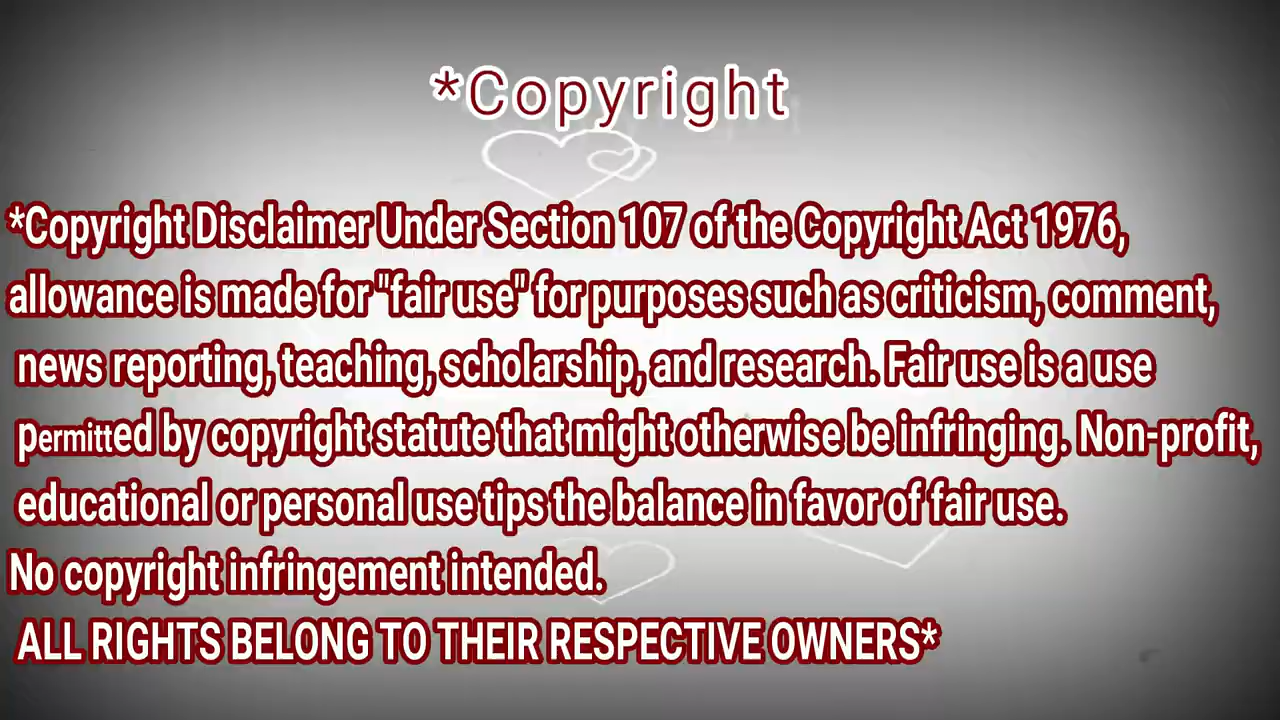 *Copyright
*Copyright Disclaimer Under Section 107 of the Copyright Act 1976,
allowance is made for "fair use" for purposes such as criticism, comment,
news reporting, teaching, scholarship, and research. Fair use is a use
permitted by copyright statute that might otherwise be infringing. Non-profit,
educational or personal use tips the balance in favor of fair use.
No copyright infringement intended.
ALL RIGHTS BELONG TO THEIR RESPECTIVE OWNERS*